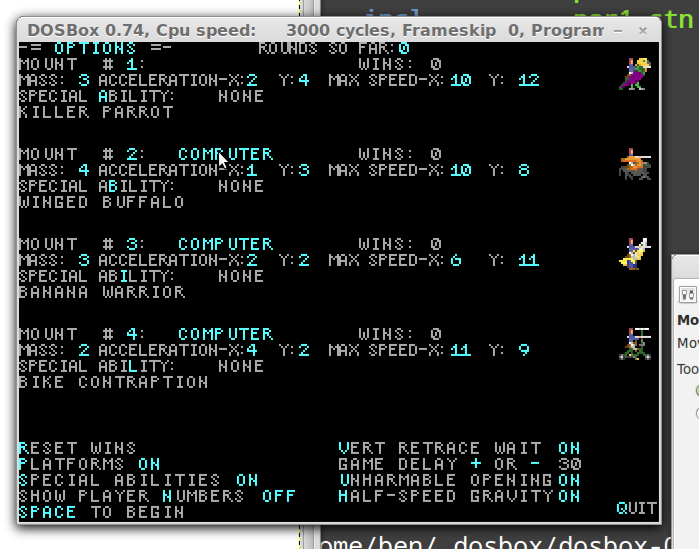 incl par1 stn
DOSBox 0.74, Cpu speed: 3000 cycles, Frameskip 0, Program
-= OPTIONS =- ROUNDS SO FAR:0
MOUNT # 1: WINS: 0
MASS: 3 ACCELERATION-X:2 Y:4 MAX SPEED-X:10 Y: 12
SPECIAL ABILITY: NONE
KILLER PARROT
MOUNT # 2: COMPUTER WINS: 0
MASS: 4 ACCELERATION-X:1 Y:3 MAX SPEED-X:10 Y: 8
SPECIAL ABILITY: NONE
WINGED BUFFALO
MOUNT # 3: COMPUTER WINS: 0
MASS: 3 ACCELERATION-X:2 Y:2 MAX SPEED-X:6 Y: 11
SPECIAL ABILITY: NONE
BANANA WARRIOR
MOUNT # 4: COMPUTER WINS: 0
MASS: 2 ACCELERATION-X:4 Y:2 MAX SPEED-X:11 Y: 9
SPECIAL ABILITY: NONE
BIKE CONTRAPTION
RESET WINS VERT RETRACE WAIT ON
PLATFORMS ON GAME DELAY + OR - 30
SPECIAL ABILITIES ON UNHARMABLE OPENING ON
SHOW PLAYER NUMBERS OFF HALF-SPEED GRAVITY ON
SPACE TO BEGIN QUIT
Mo
Mov
Too
ome/ben/.dosbox/dosbox-0